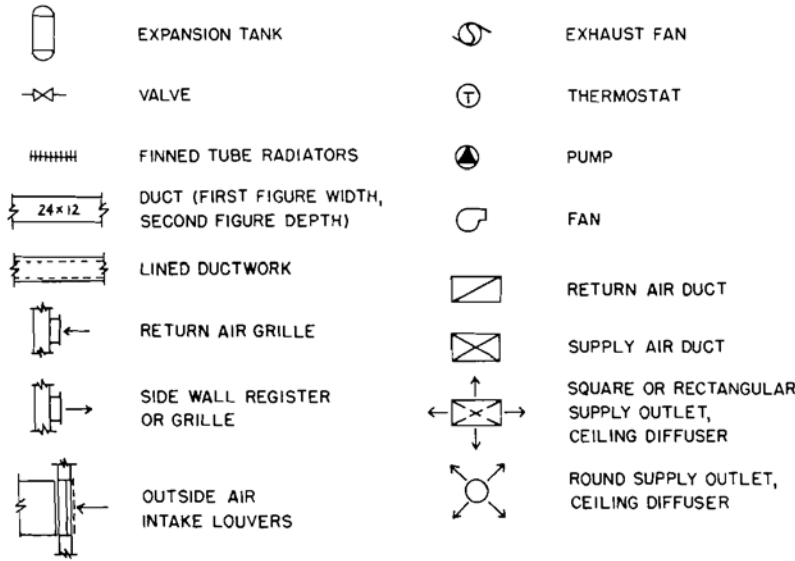 EXPANSION TANK
VALVE
FINNED TUBE RADIATORS
24x12
DUCT (FIRST FIGURE WIDTH,
SECOND FIGURE DEPTH)
LINED DUCTWORK
RETURN AIR GRILLE
SIDE WALL REGISTER
OR GRILLE
OUTSIDE AIR
INTAKE LOUVERS
EXHAUST FAN
T
THERMOSTAT
PUMP
FAN
RETURN AIR DUCT
SUPPLY AIR DUCT
SQUARE OR RECTANGULAR
SUPPLY OUTLET,
CEILING DIFFUSER
ROUND SUPPLY OUTLET,
CEILING DIFFUSER